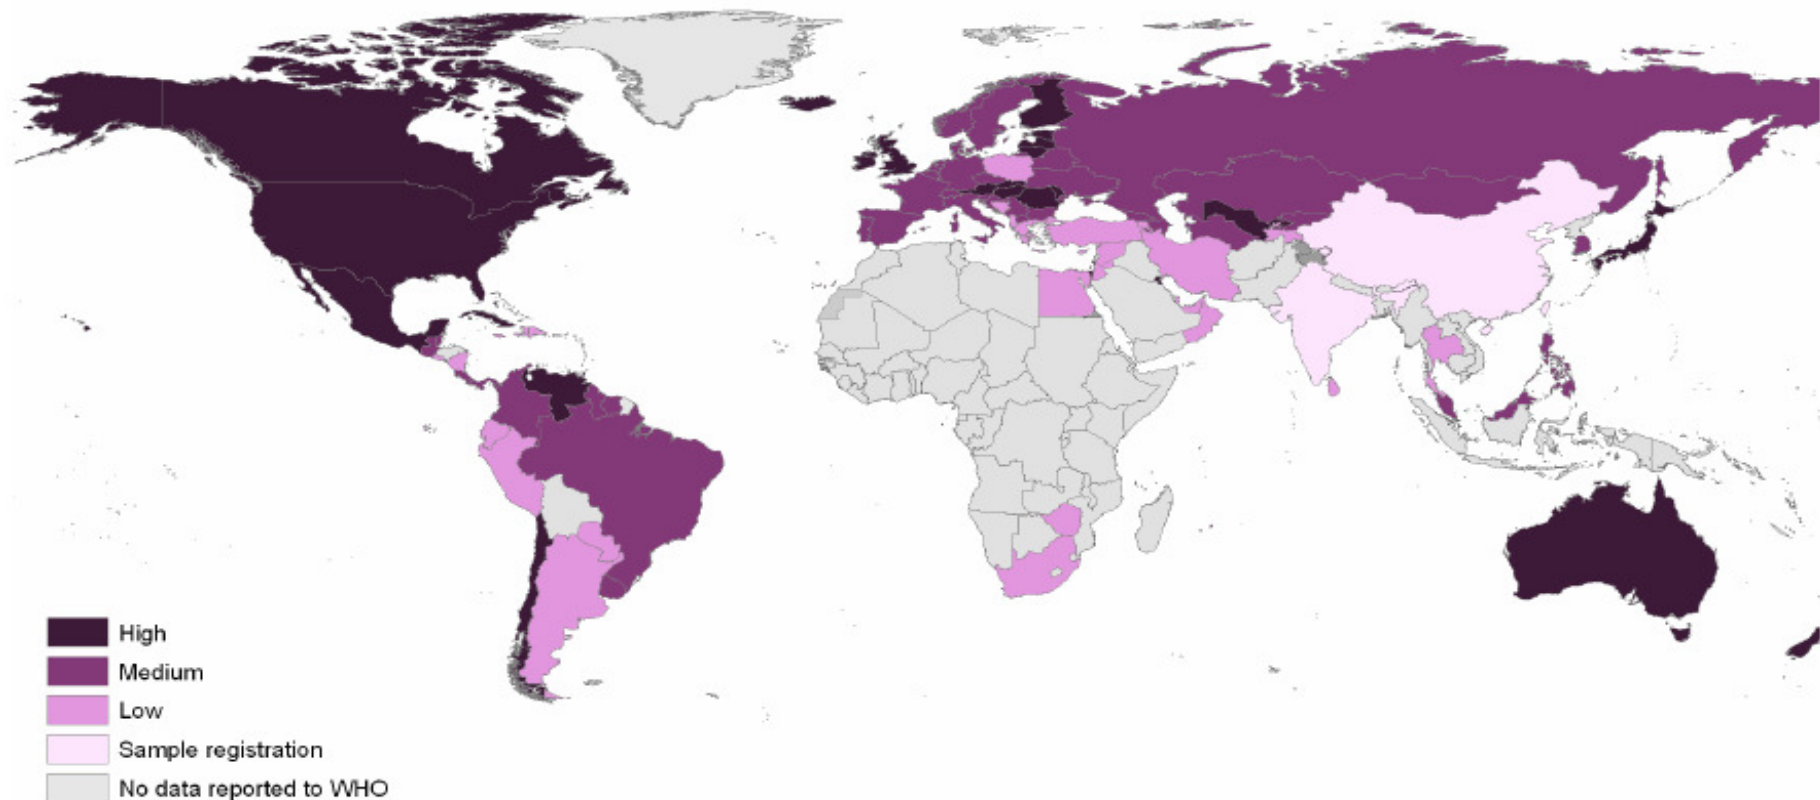 High
Medium
Low
Sample registration
No data reported to WHO